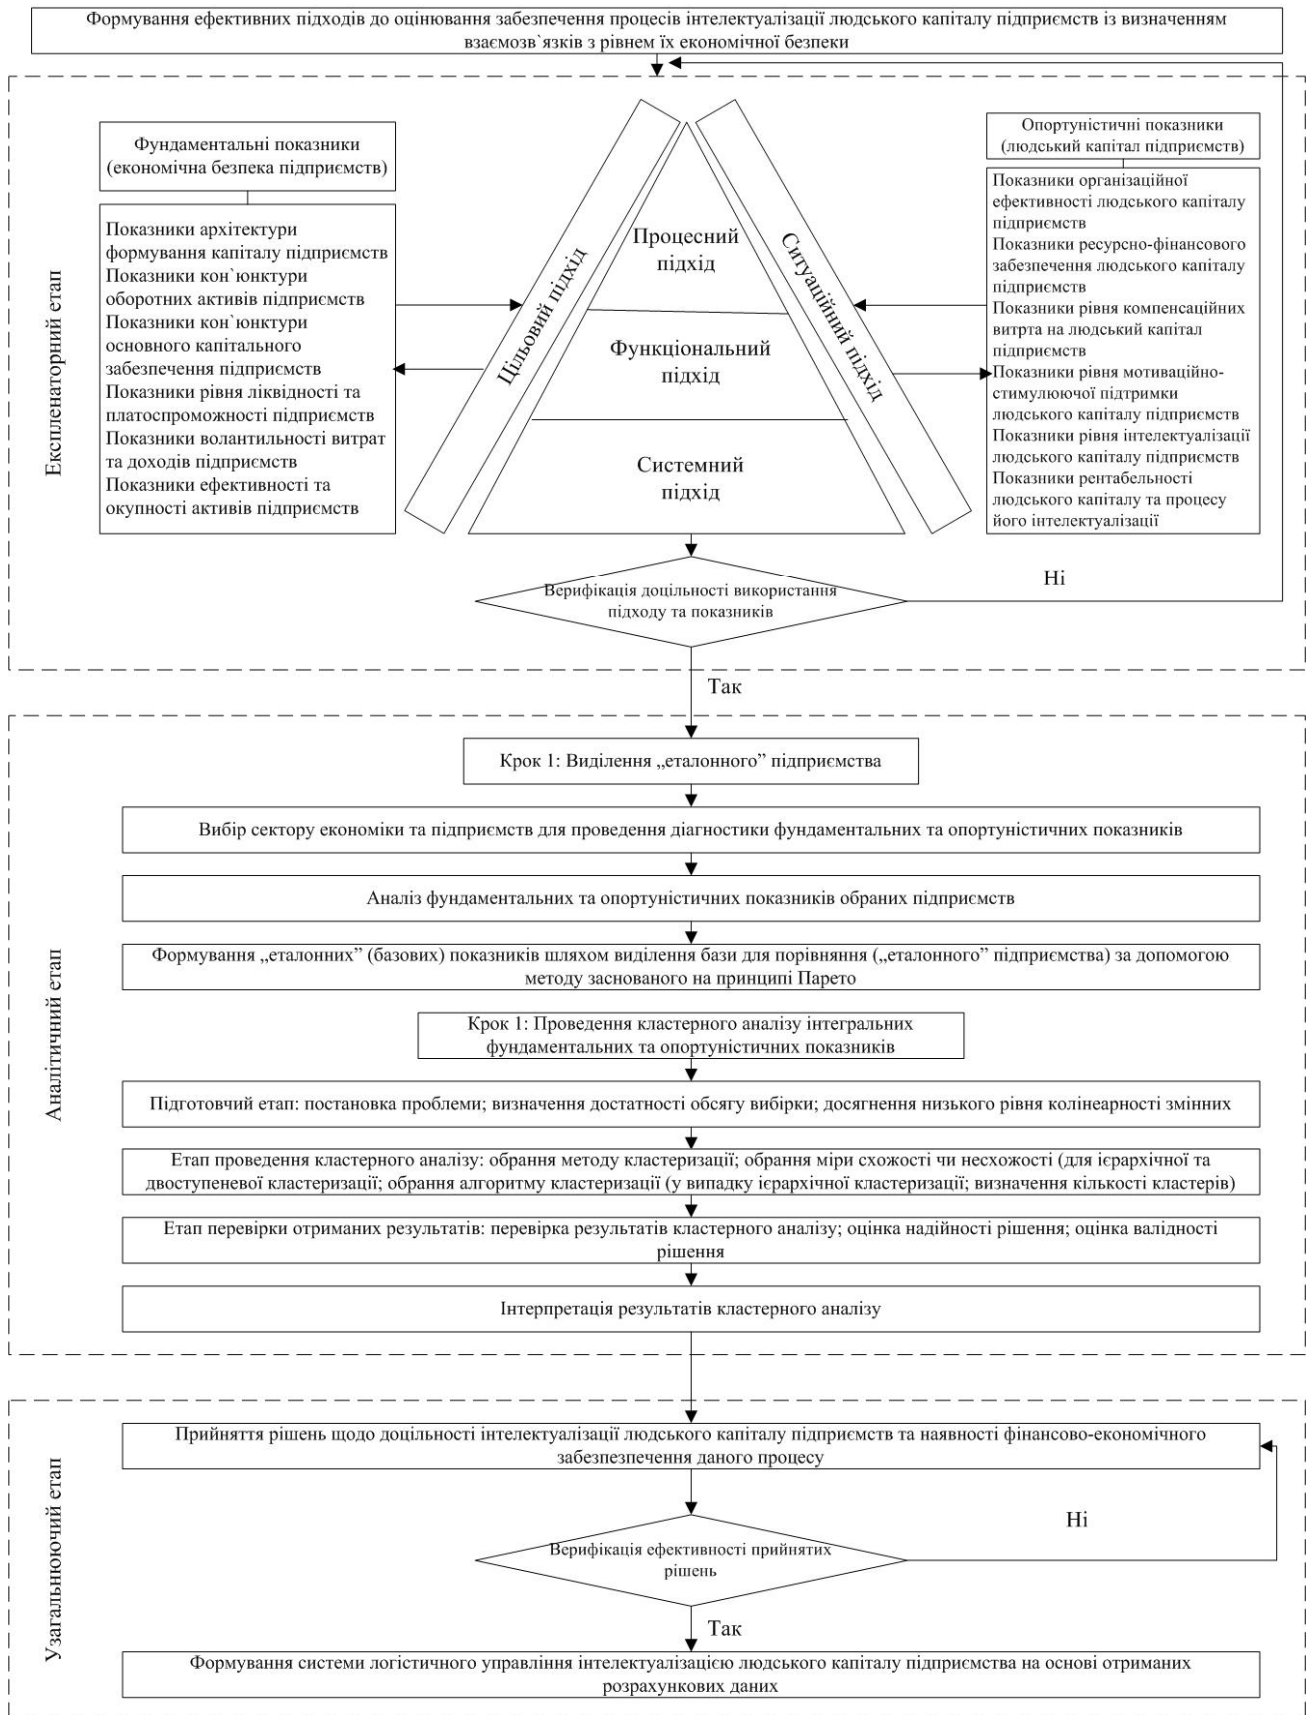 Формування ефективних підходів до оцінювання забезпечення процесів інтелектуалізації людського капіталу підприємств із визначенням
взаємозв`язків з рівнем їх економічної безпеки
Експленаторний етап
Фундаментальні показники
(економічна безпека підприємств)
Показники архітектури
формування капіталу підприємств
Показники кон`юнктури
оборотних активів підприємств
Показники кон`юнктури
основного капітального
забезпечення підприємств
Показники рівня ліквідності та
платоспроможності підприємств
Показники волантильності витрат
та доходів підприємств
Показники ефективності та
окупності активів підприємств
Цільовий підхід
Процесний
підхід
Функціональний
підхід
Системний
підхід
Ситуаційний підхід
Опортуністичні показники
(людський капітал підприємств)
Показники організаційної
ефективності людського капіталу
підприємств
Показники ресурсно-фінансового
забезпечення людського капіталу
підприємств
Показники рівня компенсаційних
витрта на людський капітал
підприємств
Показники рівня мотиваційно-
стимулюючої підтримки
людського капіталу підприємств
Показники рівня інтелектуалізації
людського капіталу підприємств
Показники рентабельності
людського капіталу та процесу
його інтелектуалізації
Верифікація доцільності використання
підходу та показників
Ні
Так
Аналітичний етап
Крок 1: Виділення „еталонного” підприємства
Вибір сектору економіки та підприємств для проведення діагностики фундаментальних та опортуністичних показників
Аналіз фундаментальних та опортуністичних показників обраних підприємств
Формування „еталонних” (базових) показників шляхом виділення бази для порівняння („еталонного” підприємства) за допомогою
методу заснованого на принципі Парето
Крок 1: Проведення кластерного аналізу інтегральних
фундаментальних та опортуністичних показників
Підготовчий етап: постановка проблеми; визначення достатності обсягу вибірки; досягнення низького рівня колінеарності змінних
Етап проведення кластерного аналізу: обрання методу кластеризації; обрання міри схожості чи несхожості (для ієрархічної та
двоступеневої кластеризації; обрання алгоритму кластеризації (у випадку ієрархічної кластеризації; визначення кількості кластерів)
Етап перевірки отриманих результатів: перевірка результатів кластерного аналізу; оцінка надійності рішення; оцінка валідності
рішення
Інтерпретація результатів кластерного аналізу
Узагальнюючий етап
Прийняття рішень щодо доцільності інтелектуалізації людського капіталу підприємств та наявності фінансово-економічного
забезпезпечення даного процесу
Верифікація ефективності прийнятих
рішень
Ні
Так
Формування системи логістичного управління інтелектуалізацією людського капіталу підприємства на основі отриманих
розрахункових даних